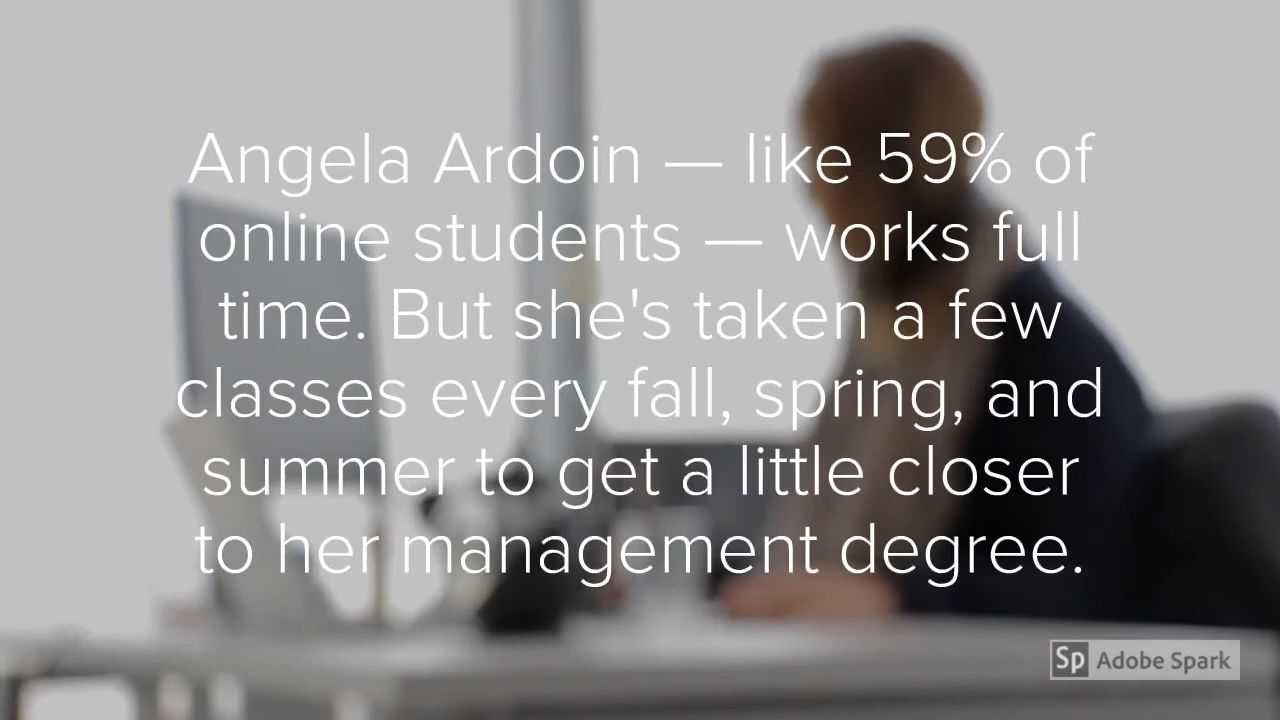 Angela Ardoin — like 59% of
online students — works full
time. But she's taken a few
classes every fall, spring, and
summer to get a little closer
to her management degree.
Sp Adobe Spark